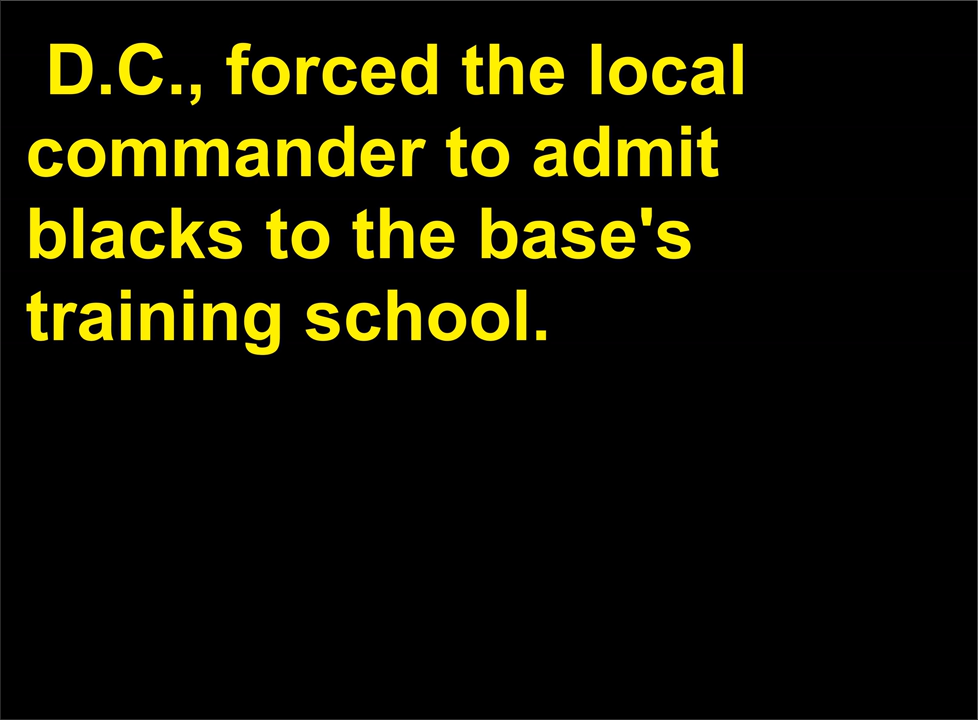 D.C., forced the local
commander to admit
blacks to the base's
training school.